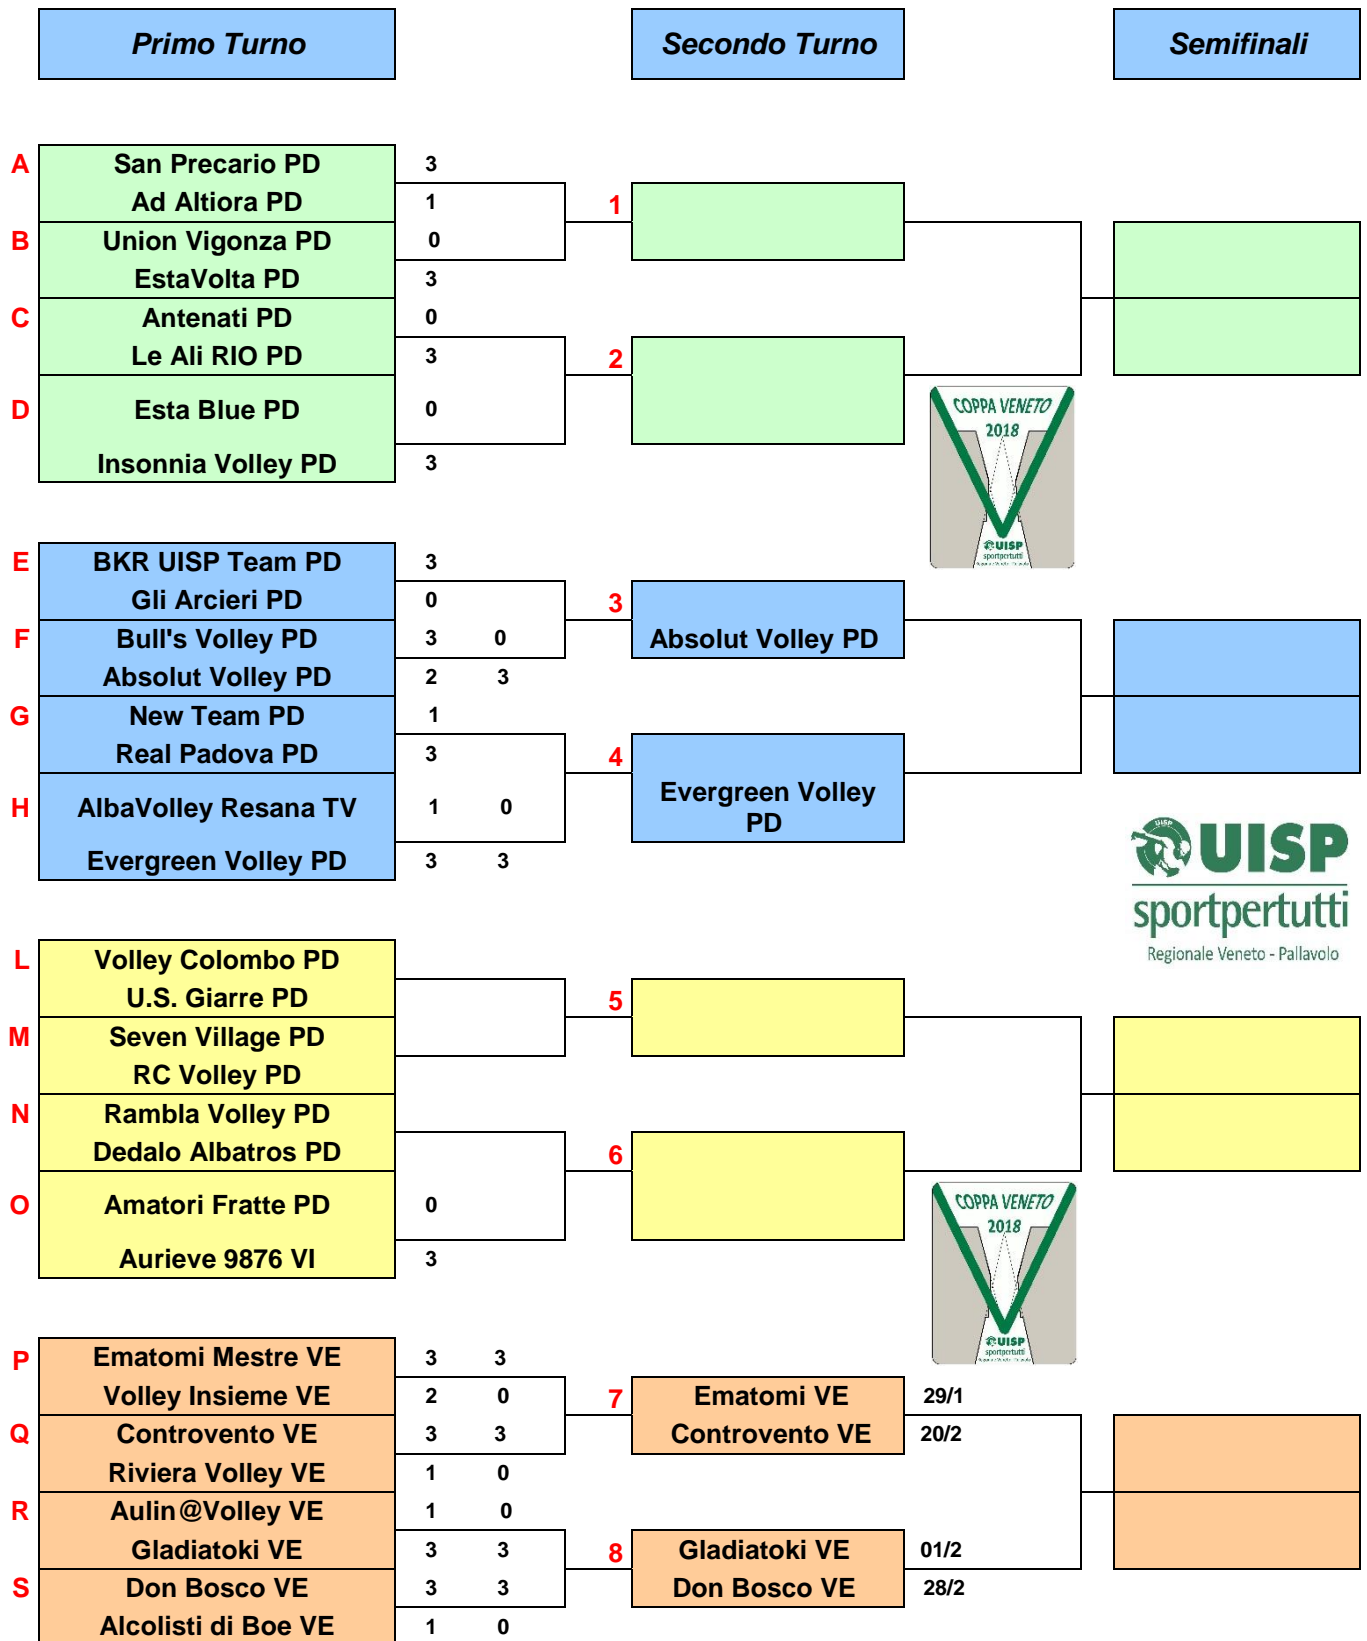 Primo Turno Secondo Turno Semifinali
A San Precario PD 3
Ad Altiora PD 1 1
B Union Vigonza PD 0
EstaVolta PD 3
C Antenati PD 0
Le Ali RIO PD 3 2
D Esta Blue PD 0
Insonnia Volley PD 3
COPPA VENETO
2018
UISP
sportpertutti
Regionale Veneto - Pallavolo
E BKR UISP Team PD 3
Gli Arcieri PD 0 3
F Bull's Volley PD 3 0 Absolut Volley PD
Absolut Volley PD 2 3
G New Team PD 1
Real Padova PD 3 4
H AlbaVolley Resana TV 1 0 Evergreen Volley
PD
Evergreen Volley PD 3 3
UISP
UISP
sportpertutti
Regionale Veneto - Pallavolo
L Volley Colombo PD
U.S. Giarre PD 5
M Seven Village PD
RC Volley PD
N Rambla Volley PD
Dedalo Albatros PD 6
O Amatori Fratte PD 0
Aurieve 9876 VI 3
COPPA VENETO
2018
UISP
sportpertutti
Regionale Veneto - Pallavolo
P Ematomi Mestre VE 3 3
Volley Insieme VE 2 0 7 Ematomi VE 29/1
Q Controvento VE 3 3 Controvento VE 20/2
Riviera Volley VE 1 0
R Aulin@Volley VE 1 0
Gladiatoki VE 3 3 8 Gladiatoki VE 01/2
S Don Bosco VE 3 3 Don Bosco VE 28/2
Alcolisti di Boe VE 1 0